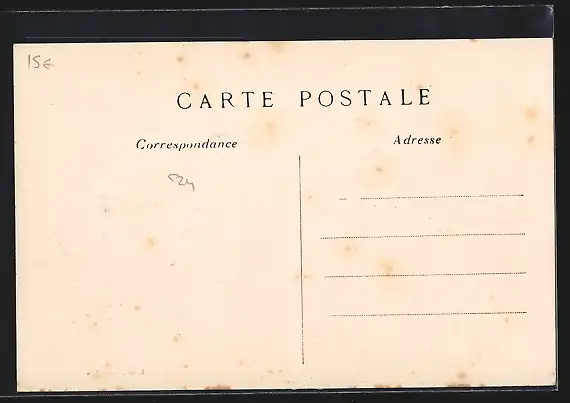 15€
CARTE POSTALE
Correspondance
Adresse